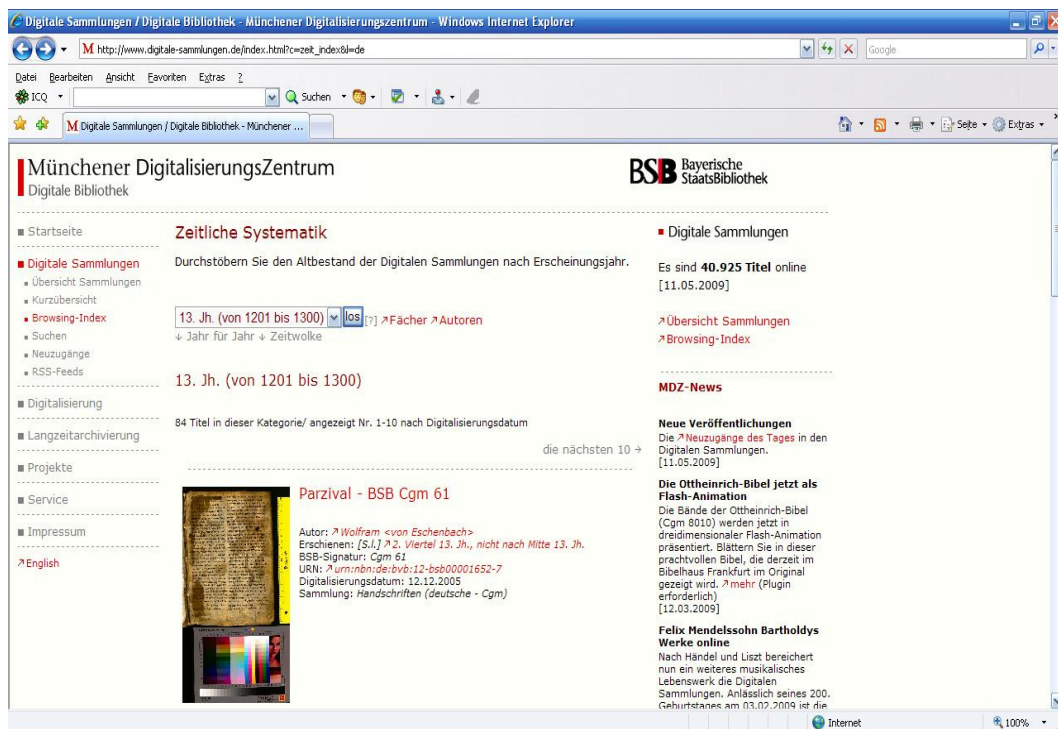 Digitale Sammlungen / Digitale Bibliothek - Münchener Digitalisierungszentrum - Windows Internet Explorer
http://www.digitale-sammlungen.de/index.html?c=zeit_index&l=de
Google
Datei Bearbeiten Ansicht Favoriten Extras ?
ICQ Suchen
Digitale Sammlungen / Digitale Bibliothek - Münchener ...
Seite Extras
Münchener DigitalisierungsZentrum
Digitale Bibliothek
BSB Bayerische
StaatsBibliothek
Startseite
Digitale Sammlungen
Übersicht Sammlungen
Kurzübersicht
Browsing-Index
Suchen
Neuzugänge
RSS-Feeds
Digitalisierung
Langzeitarchivierung
Projekte
Service
Impressum
English
Zeitliche Systematik
Durchstöbern Sie den Altbestand der Digitalen Sammlungen nach Erscheinungsjahr.
13. Jh. (von 1201 bis 1300) los [?] Fächer Autoren
↓ Jahr für Jahr ↓ Zeitwolke
13. Jh. (von 1201 bis 1300)
84 Titel in dieser Kategorie/ angezeigt Nr. 1-10 nach Digitalisierungsdatum
die nächsten 10 →
Parzival - BSB Cgm 61
Autor: Wolfram <von Eschenbach>
Erschienen: [S.l.] 2. Viertel 13. Jh., nicht nach Mitte 13. Jh.
BSB-Signatur: Cgm 61
URN: urn:nbn:de:bvb:12-bsb00001652-7
Digitalisierungsdatum: 12.12.2005
Sammlung: Handschriften (deutsche - Cgm)
Digitale Sammlungen
Es sind 40.925 Titel online
[11.05.2009]
Übersicht Sammlungen
Browsing-Index
MDZ-News
Neue Veröffentlichungen
Die Neuzugänge des Tages in den
Digitalen Sammlungen.
[11.05.2009]
Die Ottheinrich-Bibel jetzt als
Flash-Animation
Die Bände der Ottheinrich-Bibel
(Cgm 8010) werden jetzt in
dreidimensionaler Flash-Animation
präsentiert. Blättern Sie in dieser
prachtvollen Bibel, die derzeit im
Bibelhaus Frankfurt im Original
gezeigt wird. mehr (Plugin
erforderlich)
[12.03.2009]
Felix Mendelssohn Bartholdys
Werke online
Nach Händel und Liszt bereichert
nun ein weiteres musikalisches
Lebenswerk die Digitalen
Sammlungen. Anlässlich seines 200.
Geburtstages am 03.02.2009 ist die
Internet
100%